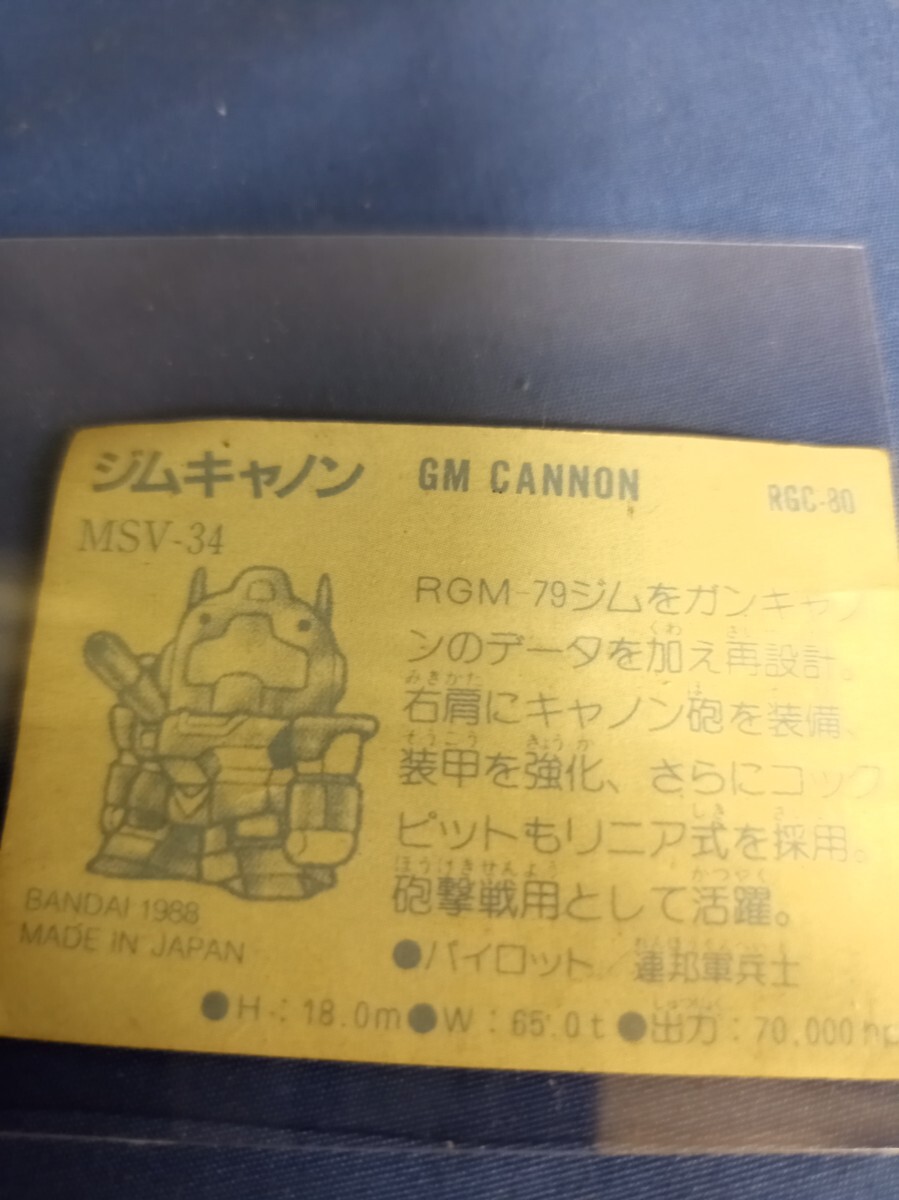 ジムキャノン GM CANNON RGC-80
MSV-34
RGM-79ジムをガンキャノ
ンのデータを加え再設計。
右肩にキャノン砲を装備、
装甲を強化、さらにコック
ピットもリニア式を採用。
砲撃戦用として活躍。
●パイロット/連邦軍兵士
BANDAI 1988
MADE IN JAPAN
●H:18.0m●W:65.0t●出力:70,000hp